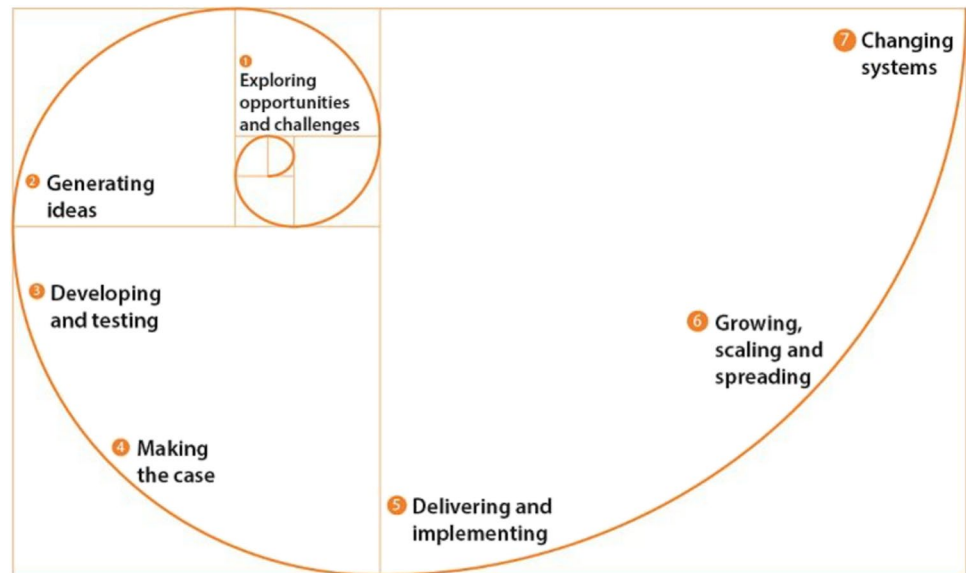 1 Exploring
opportunities
and challenges
2 Generating
ideas
3 Developing
and testing
4 Making
the case
5 Delivering and
implementing
6 Growing,
scaling and
spreading
7 Changing
systems